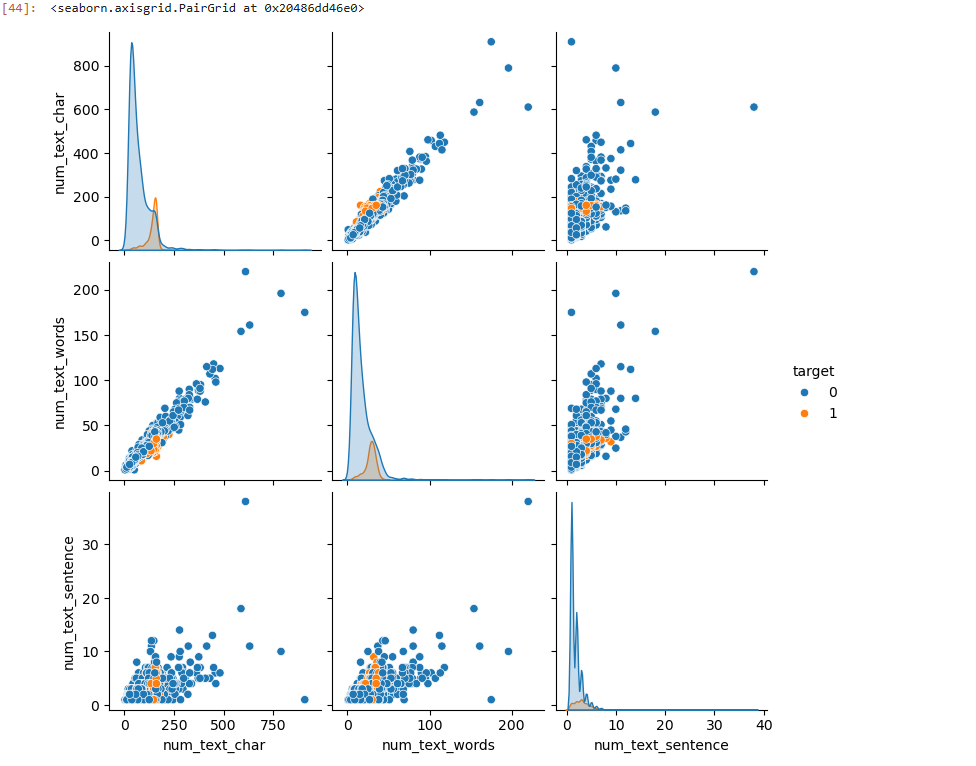 [44]: <seaborn.axisgrid.PairGrid at 0x20486dd46e0>
num_text_char
800
600
400
200
0
num_text_words
200
150
100
50
0
target
0
1
num_text_sentence
30
20
10
0
0 250 500 750
0 100 200
0 10 20 30 40
num_text_char
num_text_words
num_text_sentence